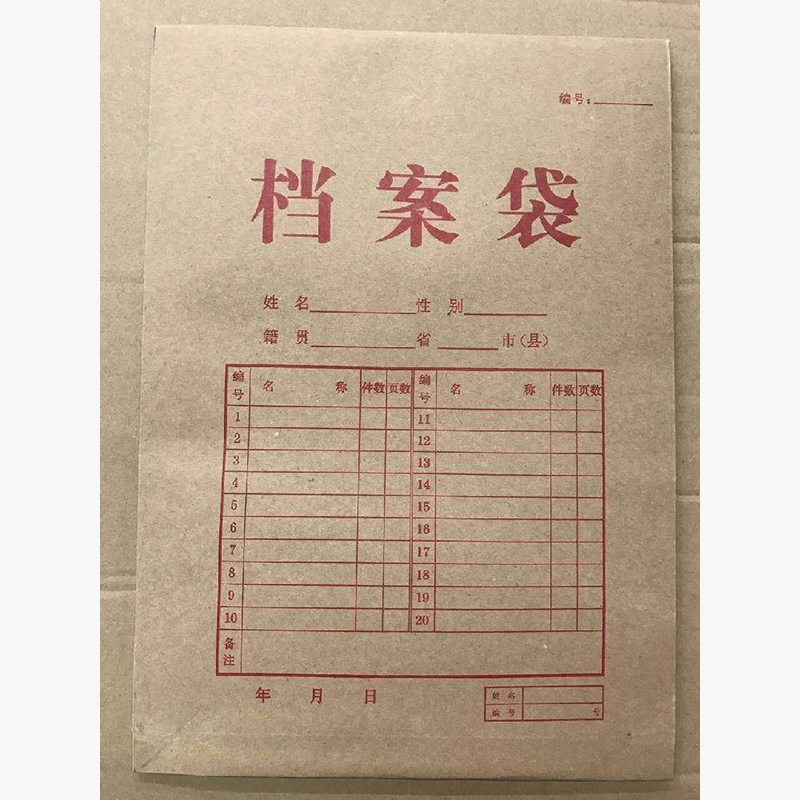 编号：
档案袋
姓名 性别
籍贯 省 市（县）
编号 名称 件数 页数 编号 名称 件数 页数
1 11
2 12
3 13
4 14
5 15
6 16
7 17
8 18
9 19
10 20
备注
年 月 日
姓名
编号 号